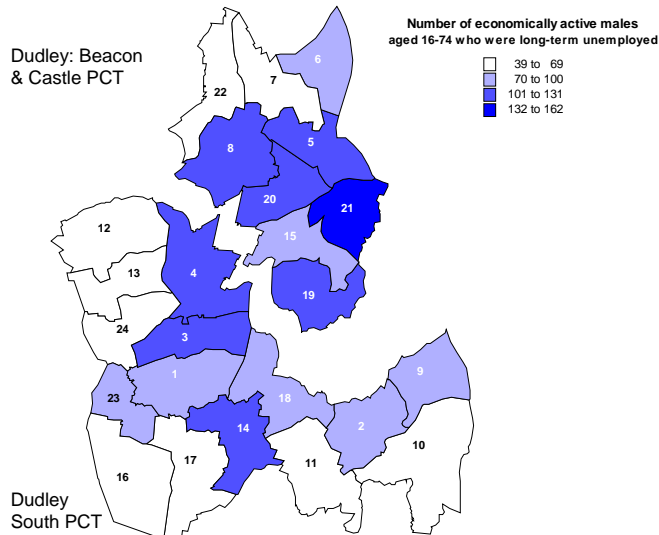 Number of economically active males
aged 16-74 who were long-term unemployed
39 to 69
70 to 100
101 to 131
132 to 162
Dudley: Beacon
& Castle PCT
6
7
22
5
8
20
21
15
12
13
4
19
24
3
1
9
23
18
2
14
10
17
11
16
Dudley
South PCT